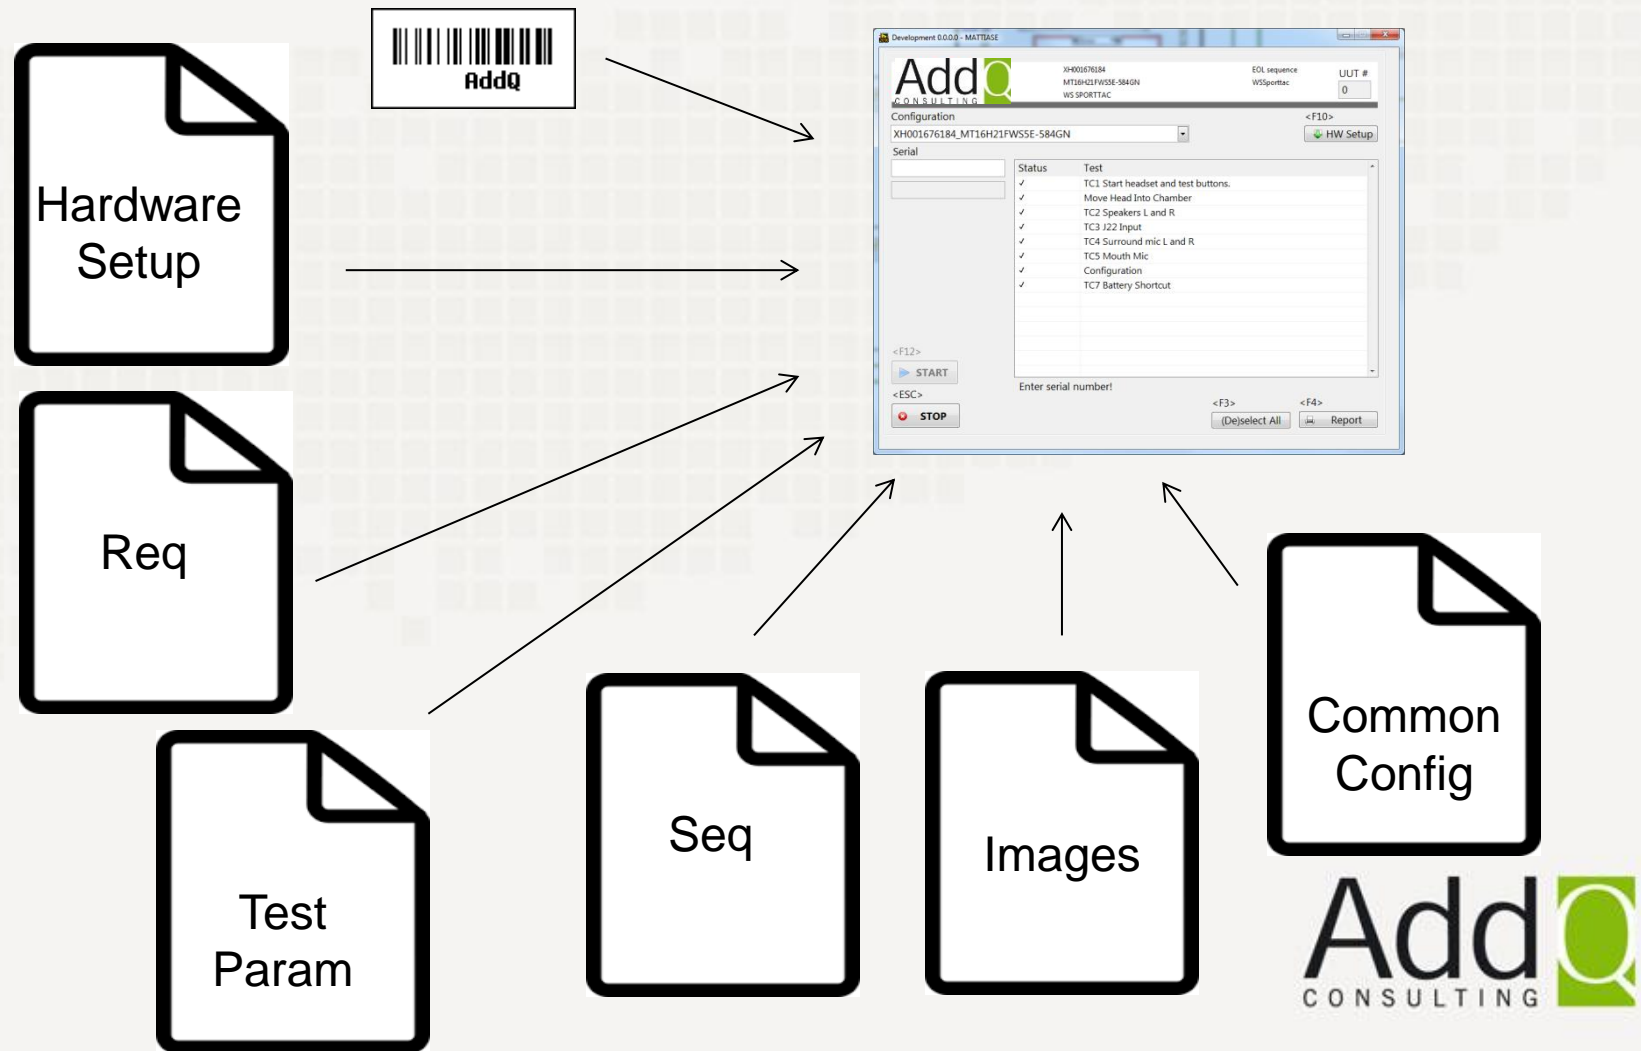 AddQ
Hardware
Setup
Req
Test
Param
Seq
Images
Common
Config
Development 0.0.0.0 - MATTIASE
AddQ
CONSULTING
XH001676184
MT16H21FWS5E-584GN
WS SPORTTAC
EOL sequence
WSSporttac
UUT #
0
Configuration
<F10>
XH001676184_MT16H21FWS5E-584GN
HW Setup
Serial
Status Test
✓ TC1 Start headset and test buttons.
✓ Move Head Into Chamber
✓ TC2 Speakers L and R
✓ TC3 J22 Input
✓ TC4 Surround mic L and R
✓ TC5 Mouth Mic
✓ Configuration
✓ TC7 Battery Shortcut
<F12>
START
Enter serial number!
<ESC>
STOP
<F3> <F4>
(De)select All Report
AddQ
CONSULTING